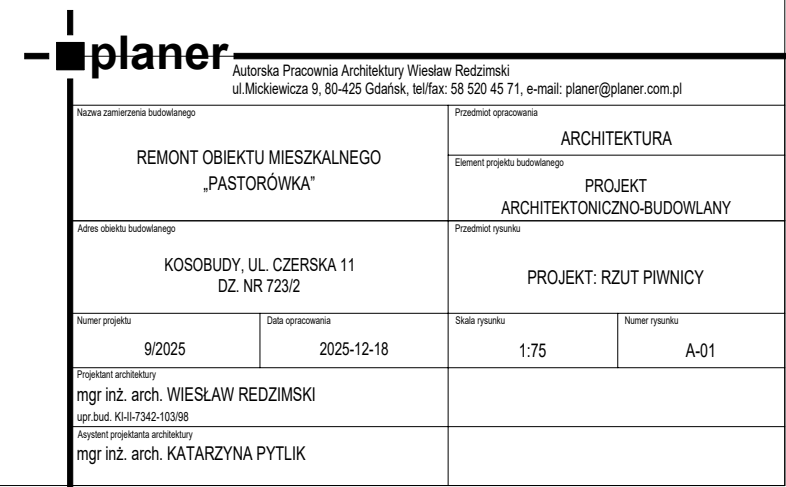 planer
Autorska Pracownia Architektury Wiesław Redzimski
ul.Mickiewicza 9, 80-425 Gdańsk, tel/fax: 58 520 45 71, e-mail: planer@planer.com.pl
Nazwa zamierzenia budowlanego
REMONT OBIEKTU MIESZKALNEGO
„PASTORÓWKA”
Przedmiot opracowania
ARCHITEKTURA
Element projektu budowlanego
PROJEKT
ARCHITEKTONICZNO-BUDOWLANY
Adres obiektu budowlanego
KOSOBUDY, UL. CZERSKA 11
DZ. NR 723/2
Przedmiot rysunku
PROJEKT: RZUT PIWNICY
Numer projektu
9/2025
Data opracowania
2025-12-18
Skala rysunku
1:75
Numer rysunku
A-01
Projektant architektury
mgr inż. arch. WIESŁAW REDZIMSKI
upr.bud. KI-II-7342-103/98
Asystent projektanta architektury
mgr inż. arch. KATARZYNA PYTLIK